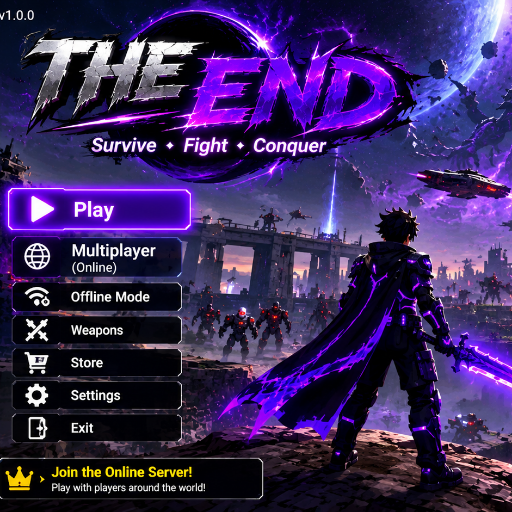 v1.0.0
THE END
Survive • Fight • Conquer
Play
Multiplayer
(Online)
Offline Mode
Weapons
Store
Settings
Exit
Join the Online Server!
Play with players around the world!